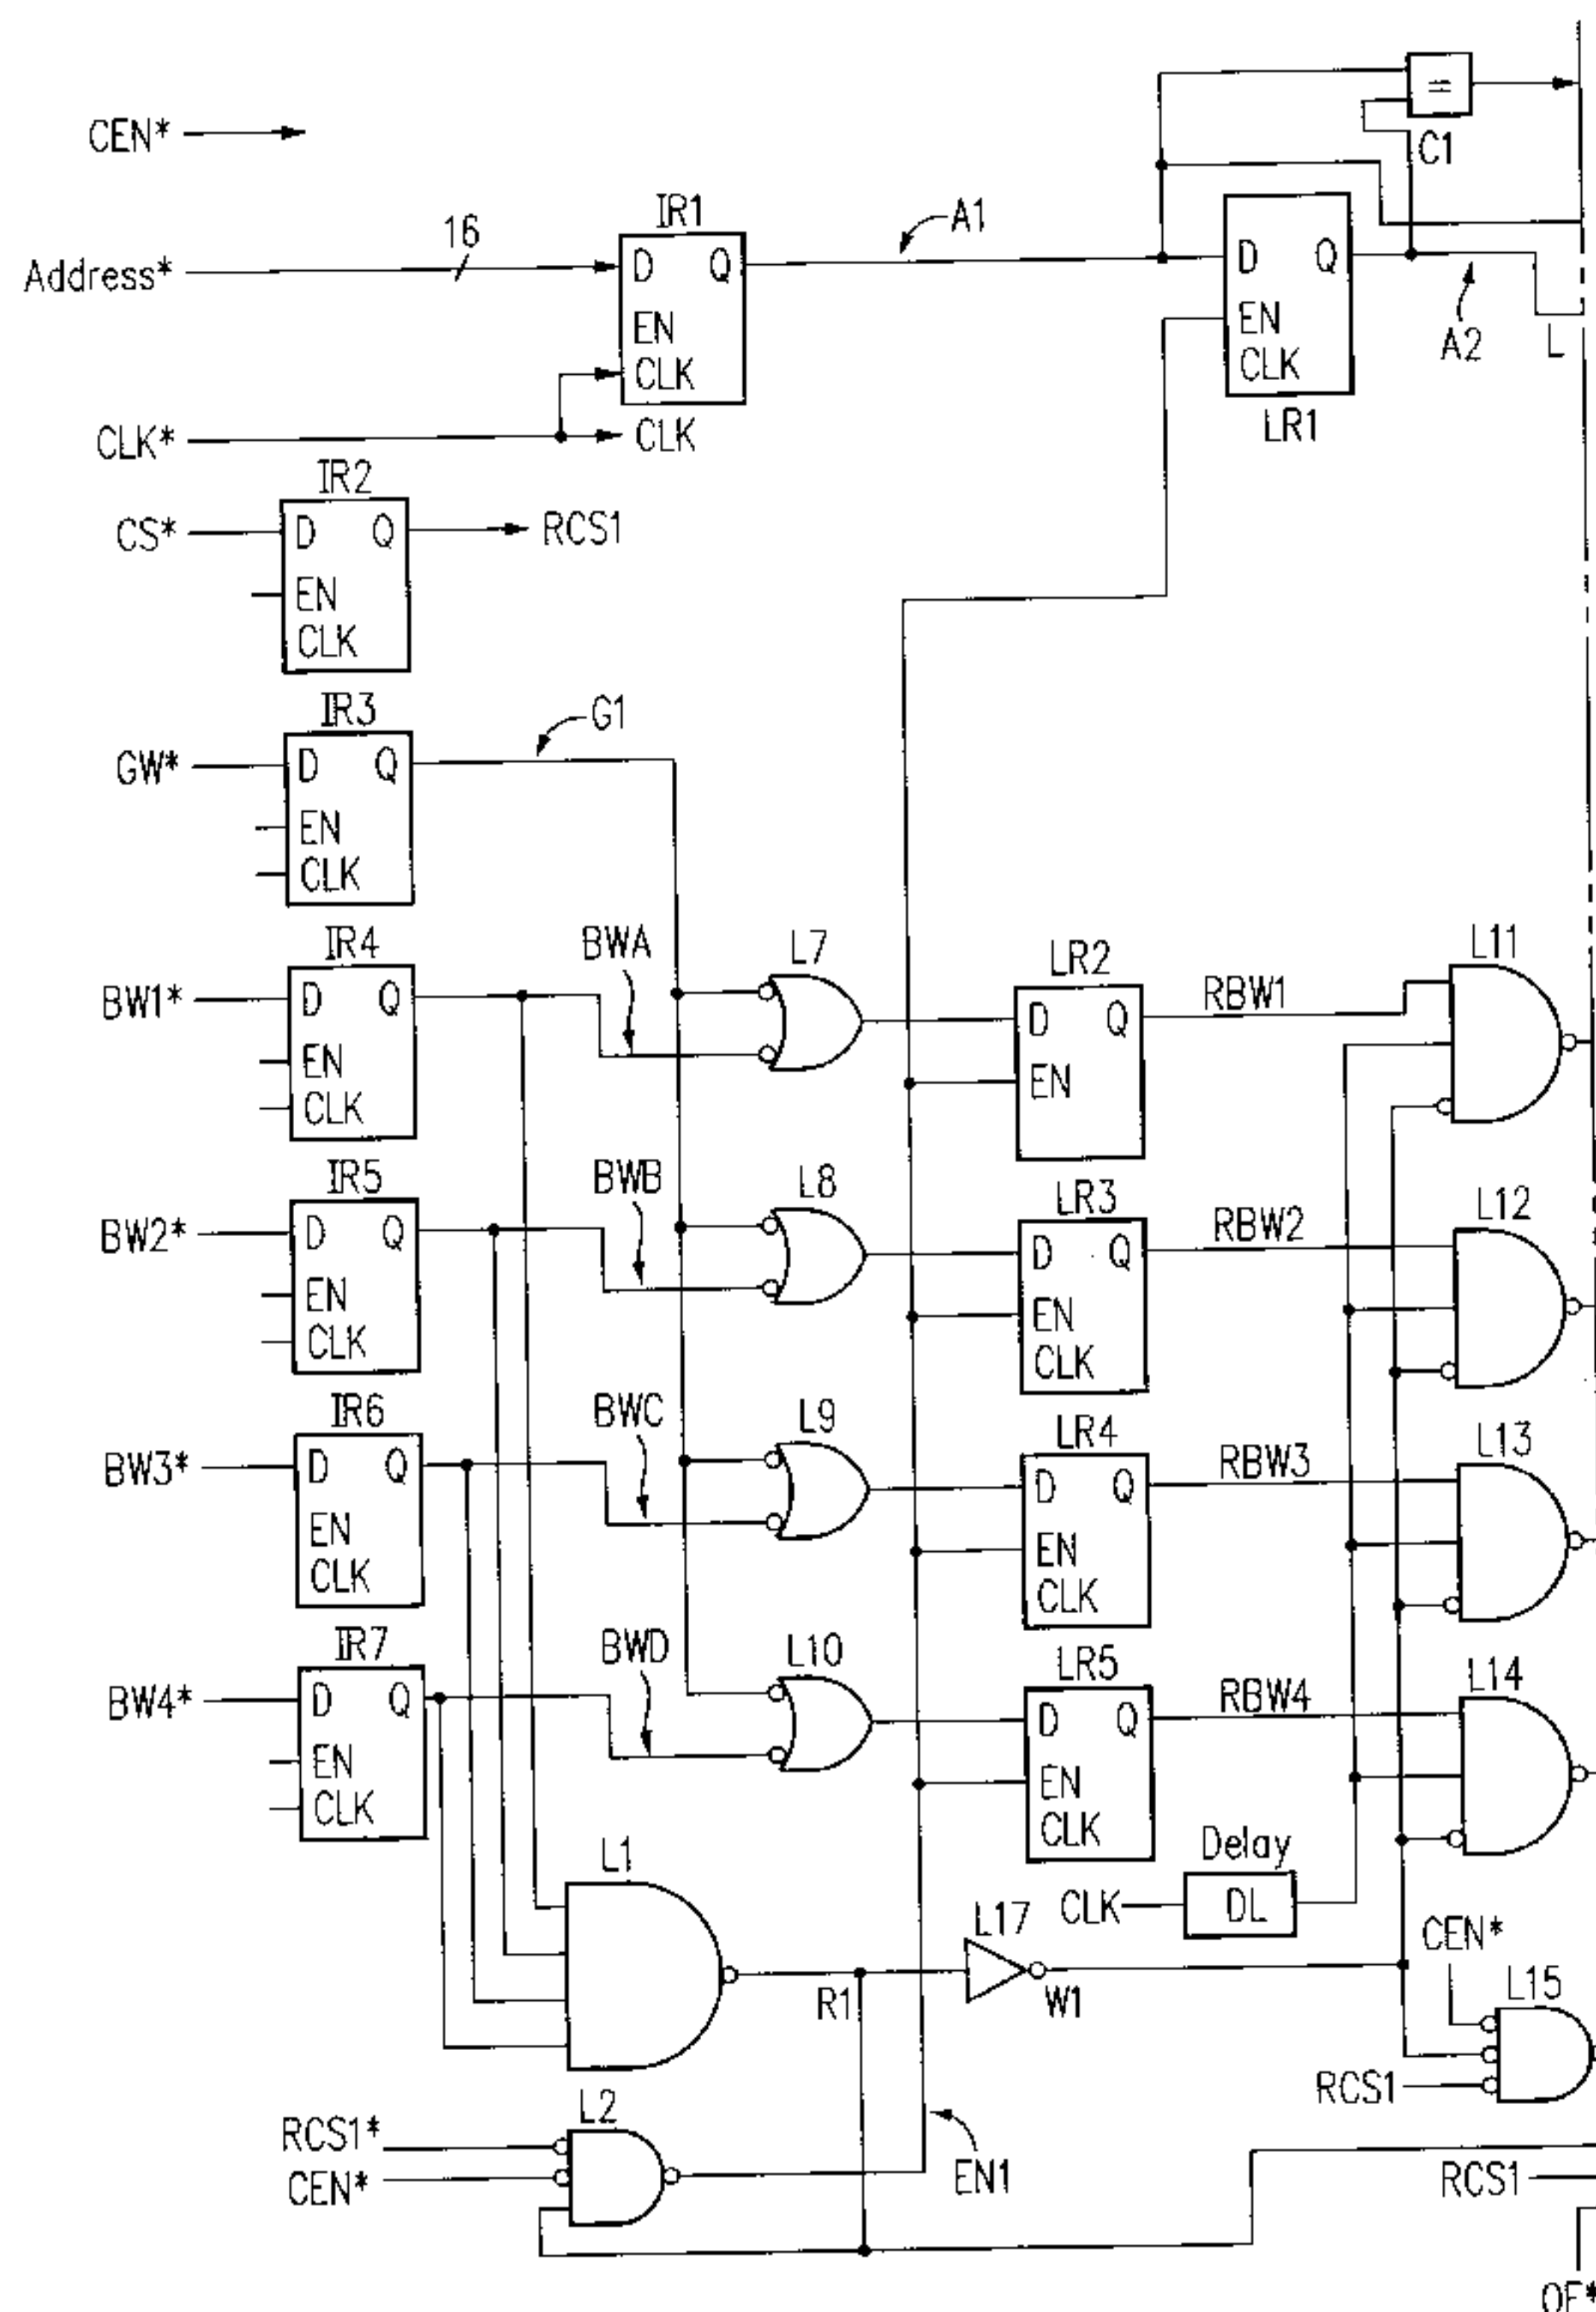 =
C1
CEN*
IR1
A1
16
Address*
D Q
EN
CLK
D Q
EN
CLK
LR1
A2
L
CLK*
CLK
IR2
CS*
D Q
EN
CLK
RCS1
IR3
GW*
D Q
EN
CLK
G1
IR4
BW1*
D Q
EN
CLK
BWA
L7
LR2
D Q
EN
RBW1
L11
IR5
BW2*
D Q
EN
CLK
BWB
L8
LR3
D Q
EN
CLK
RBW2
L12
IR6
BW3*
D Q
EN
CLK
BWC
L9
LR4
D Q
EN
CLK
RBW3
L13
IR7
BW4*
D Q
EN
CLK
BWD
L10
LR5
D Q
EN
CLK
RBW4
L14
L1
Delay
CLK
DL
L17
CEN*
R1
W1
L15
RCS1
L2
RCS1*
CEN*
EN1
RCS1
OE*